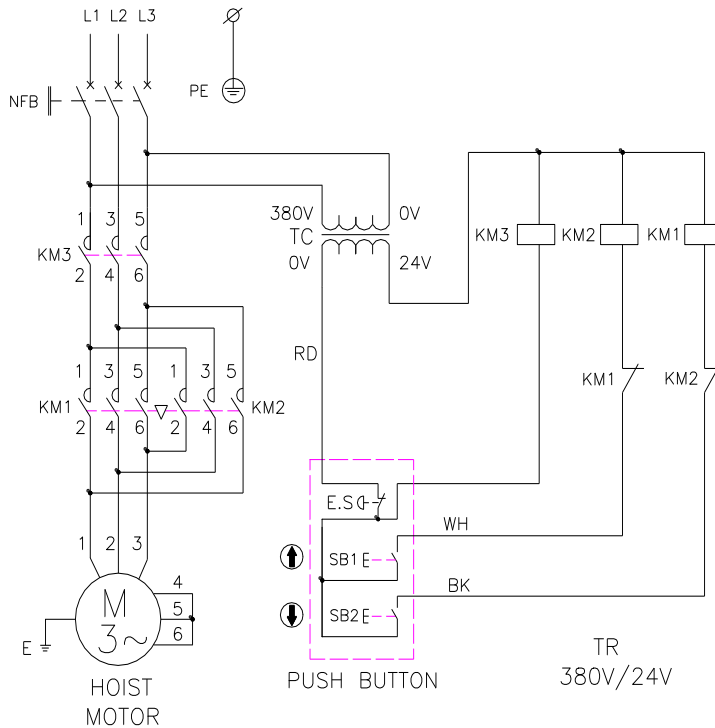 L1 L2 L3
NFB
PE
380V 0V
TC
0V 24V
KM3 KM2 KM1
1 3 5
KM3
2 4 6
RD
1 3 5 1 3 5
KM1 KM2
2 4 6 2 4 6
KM1 KM2
E.S
WH
SB1
BK
SB2
1 2 3
M
3~
4
5
6
E
HOIST
MOTOR
PUSH BUTTON
TR
380V/24V